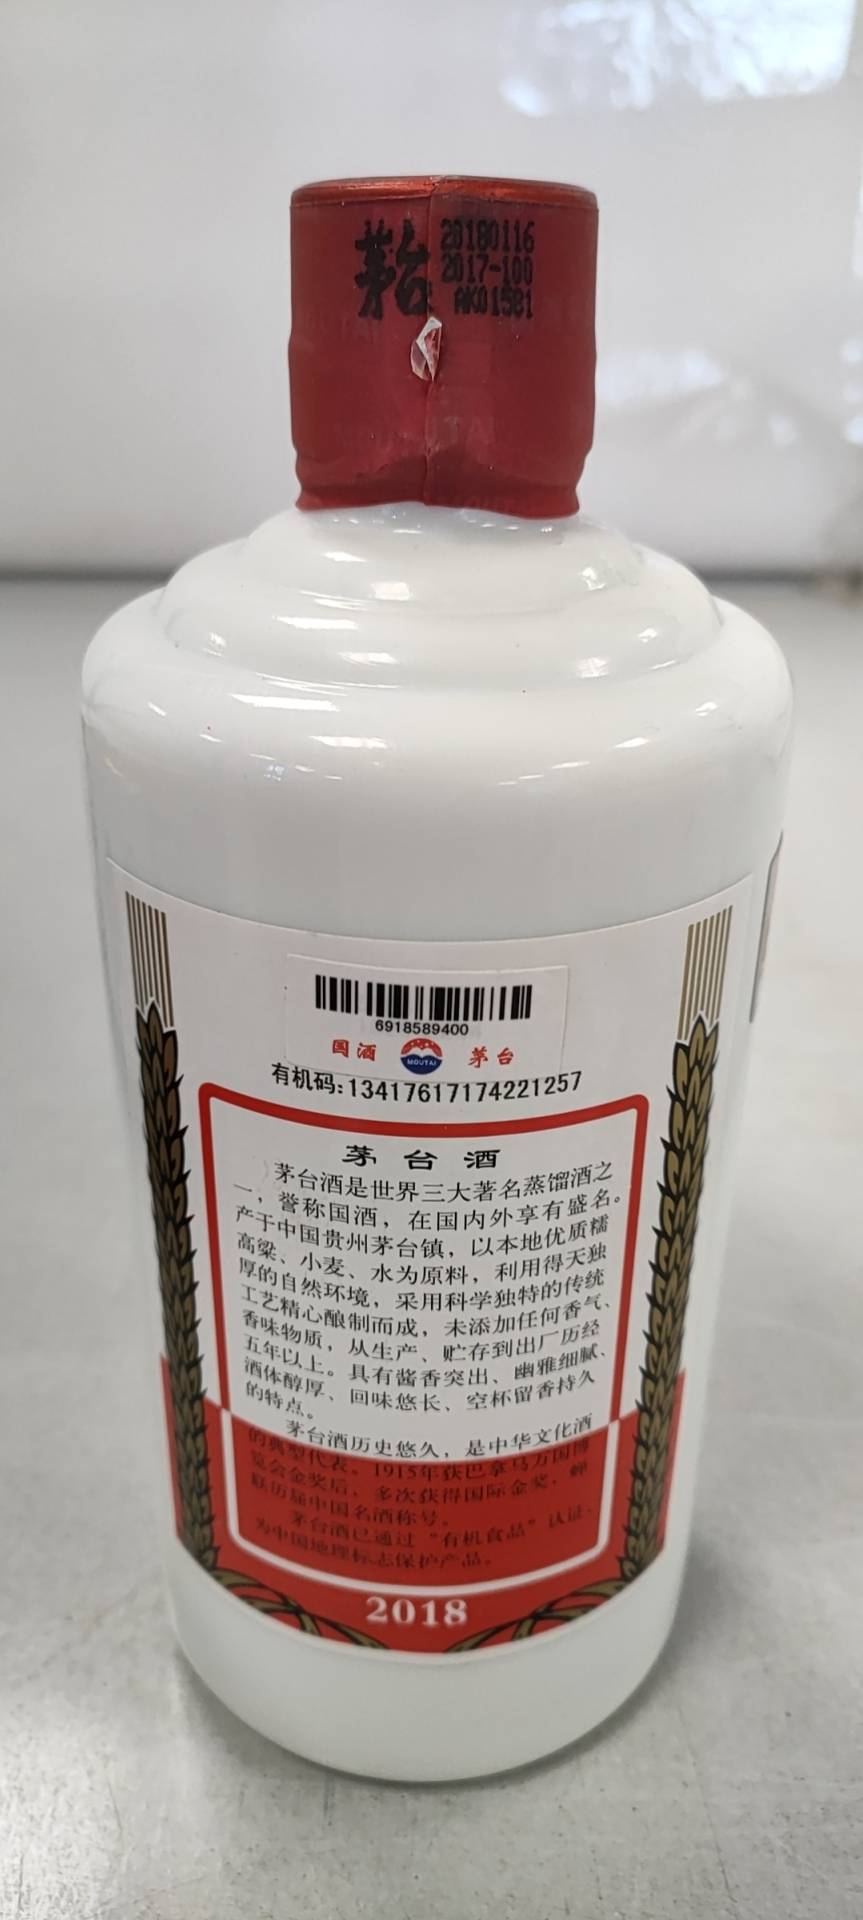 茅台
20180116
2017-100
AK01581
6918589400
国酒 MOUTAI 茅台
有机码:13417617174221257
茅台酒
茅台酒是世界三大著名蒸馏酒之
一，誉称国酒，在国内外享有盛名。
产于中国贵州茅台镇，以本地优质糯
高粱、小麦、水为原料，利用得天独
厚的自然环境，采用科学独特的传统
工艺精心酿制而成，未添加任何香气、
香味物质，从生产、贮存到出厂历经
五年以上。具有酱香突出、幽雅细腻、
酒体醇厚、回味悠长、空杯留香持久
的特点。
茅台酒历史悠久，是中华文化酒
的典型代表。1915年获巴拿马万国博
览会金奖后，多次获得国际金奖，蝉
联历届中国名酒称号。
茅台酒已通过“有机食品”认证、
为中国地理标志保护产品。
2018